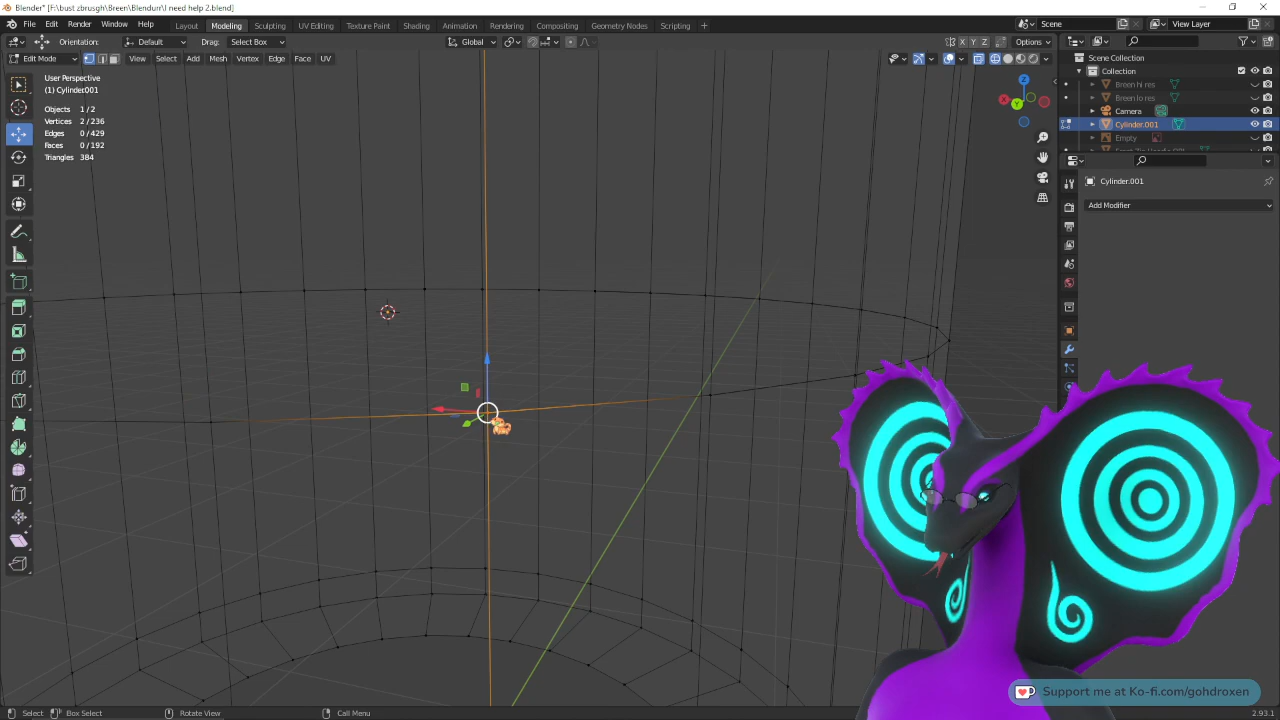 Blender* [F:\bust zbrusgh\Breen\Blendurr\I need help 2.blend]
File Edit Render Window Help Layout Modeling Sculpting UV Editing Texture Paint Shading Animation Rendering Compositing Geometry Nodes Scripting + Scene View Layer
Orientation: Default Drag: Select Box Global X Y Z Options
Edit Mode View Select Add Mesh Vertex Edge Face UV
Scene Collection
Collection
User Perspective
(1) Cylinder.001
Breen hi res
Breen lo res
Objects 1/2
Camera
Vertices 2/236
Cylinder.001
Edges 0/429
Empty
Faces 0/192
Triangles 384
Z
X
Y
Cylinder.001
Add Modifier
Support me at Ko-fi.com/gohdroxen
Select Box Select Rotate View Call Menu 2.93.1